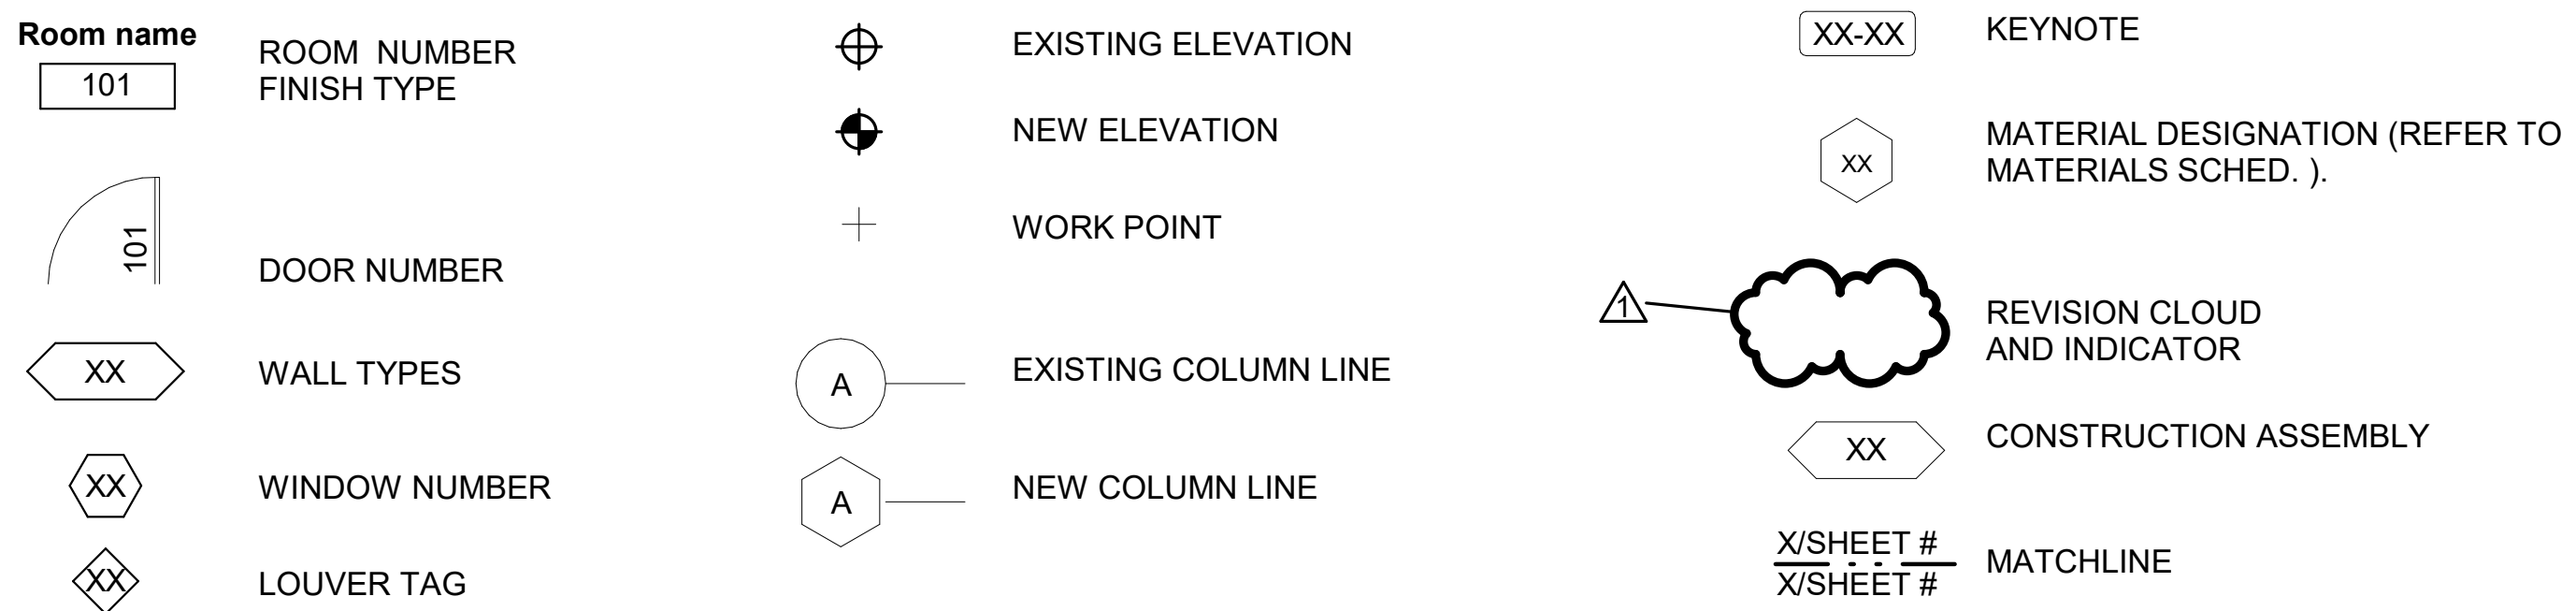 Room name
101
ROOM NUMBER
FINISH TYPE
101
DOOR NUMBER
XX
WALL TYPES
XX
WINDOW NUMBER
XX
LOUVER TAG
EXISTING ELEVATION
NEW ELEVATION
WORK POINT
A
EXISTING COLUMN LINE
A
NEW COLUMN LINE
XX-XX
KEYNOTE
XX
MATERIAL DESIGNATION (REFER TO
MATERIALS SCHED. ).
1
REVISION CLOUD
AND INDICATOR
XX
CONSTRUCTION ASSEMBLY
X/SHEET #
X/SHEET #
MATCHLINE